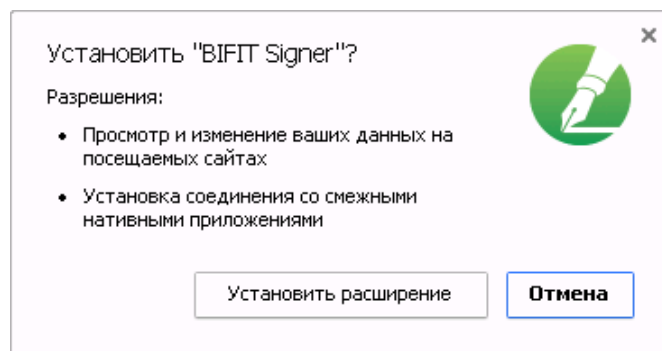 Установить "BIFIT Signer"?
Разрешения:
• Просмотр и изменение ваших данных на
посещаемых сайтах
• Установка соединения со смежными
нативными приложениями
Установить расширение
Отмена